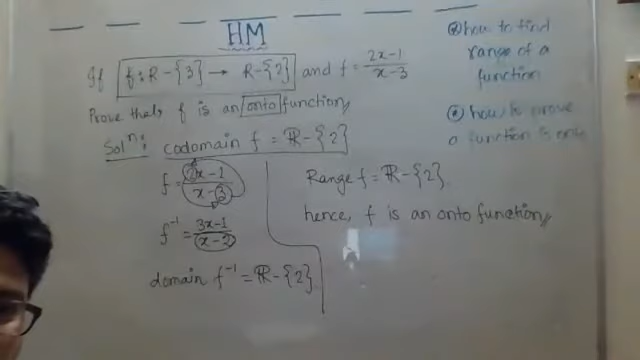 HM
If f: R-{3} → R-{2} and f = 2x-1/x-3
Prove that, f is an onto function,
Solⁿ: codomain f = ℝ-{2}
f = 2x-1/x-3
f⁻¹ = 3x-1/x-2
domain f⁻¹ = ℝ-{2}
Range f = ℝ-{2}.
hence, f is an onto function,
how to find
range of a
function
how to prove
a function is onto